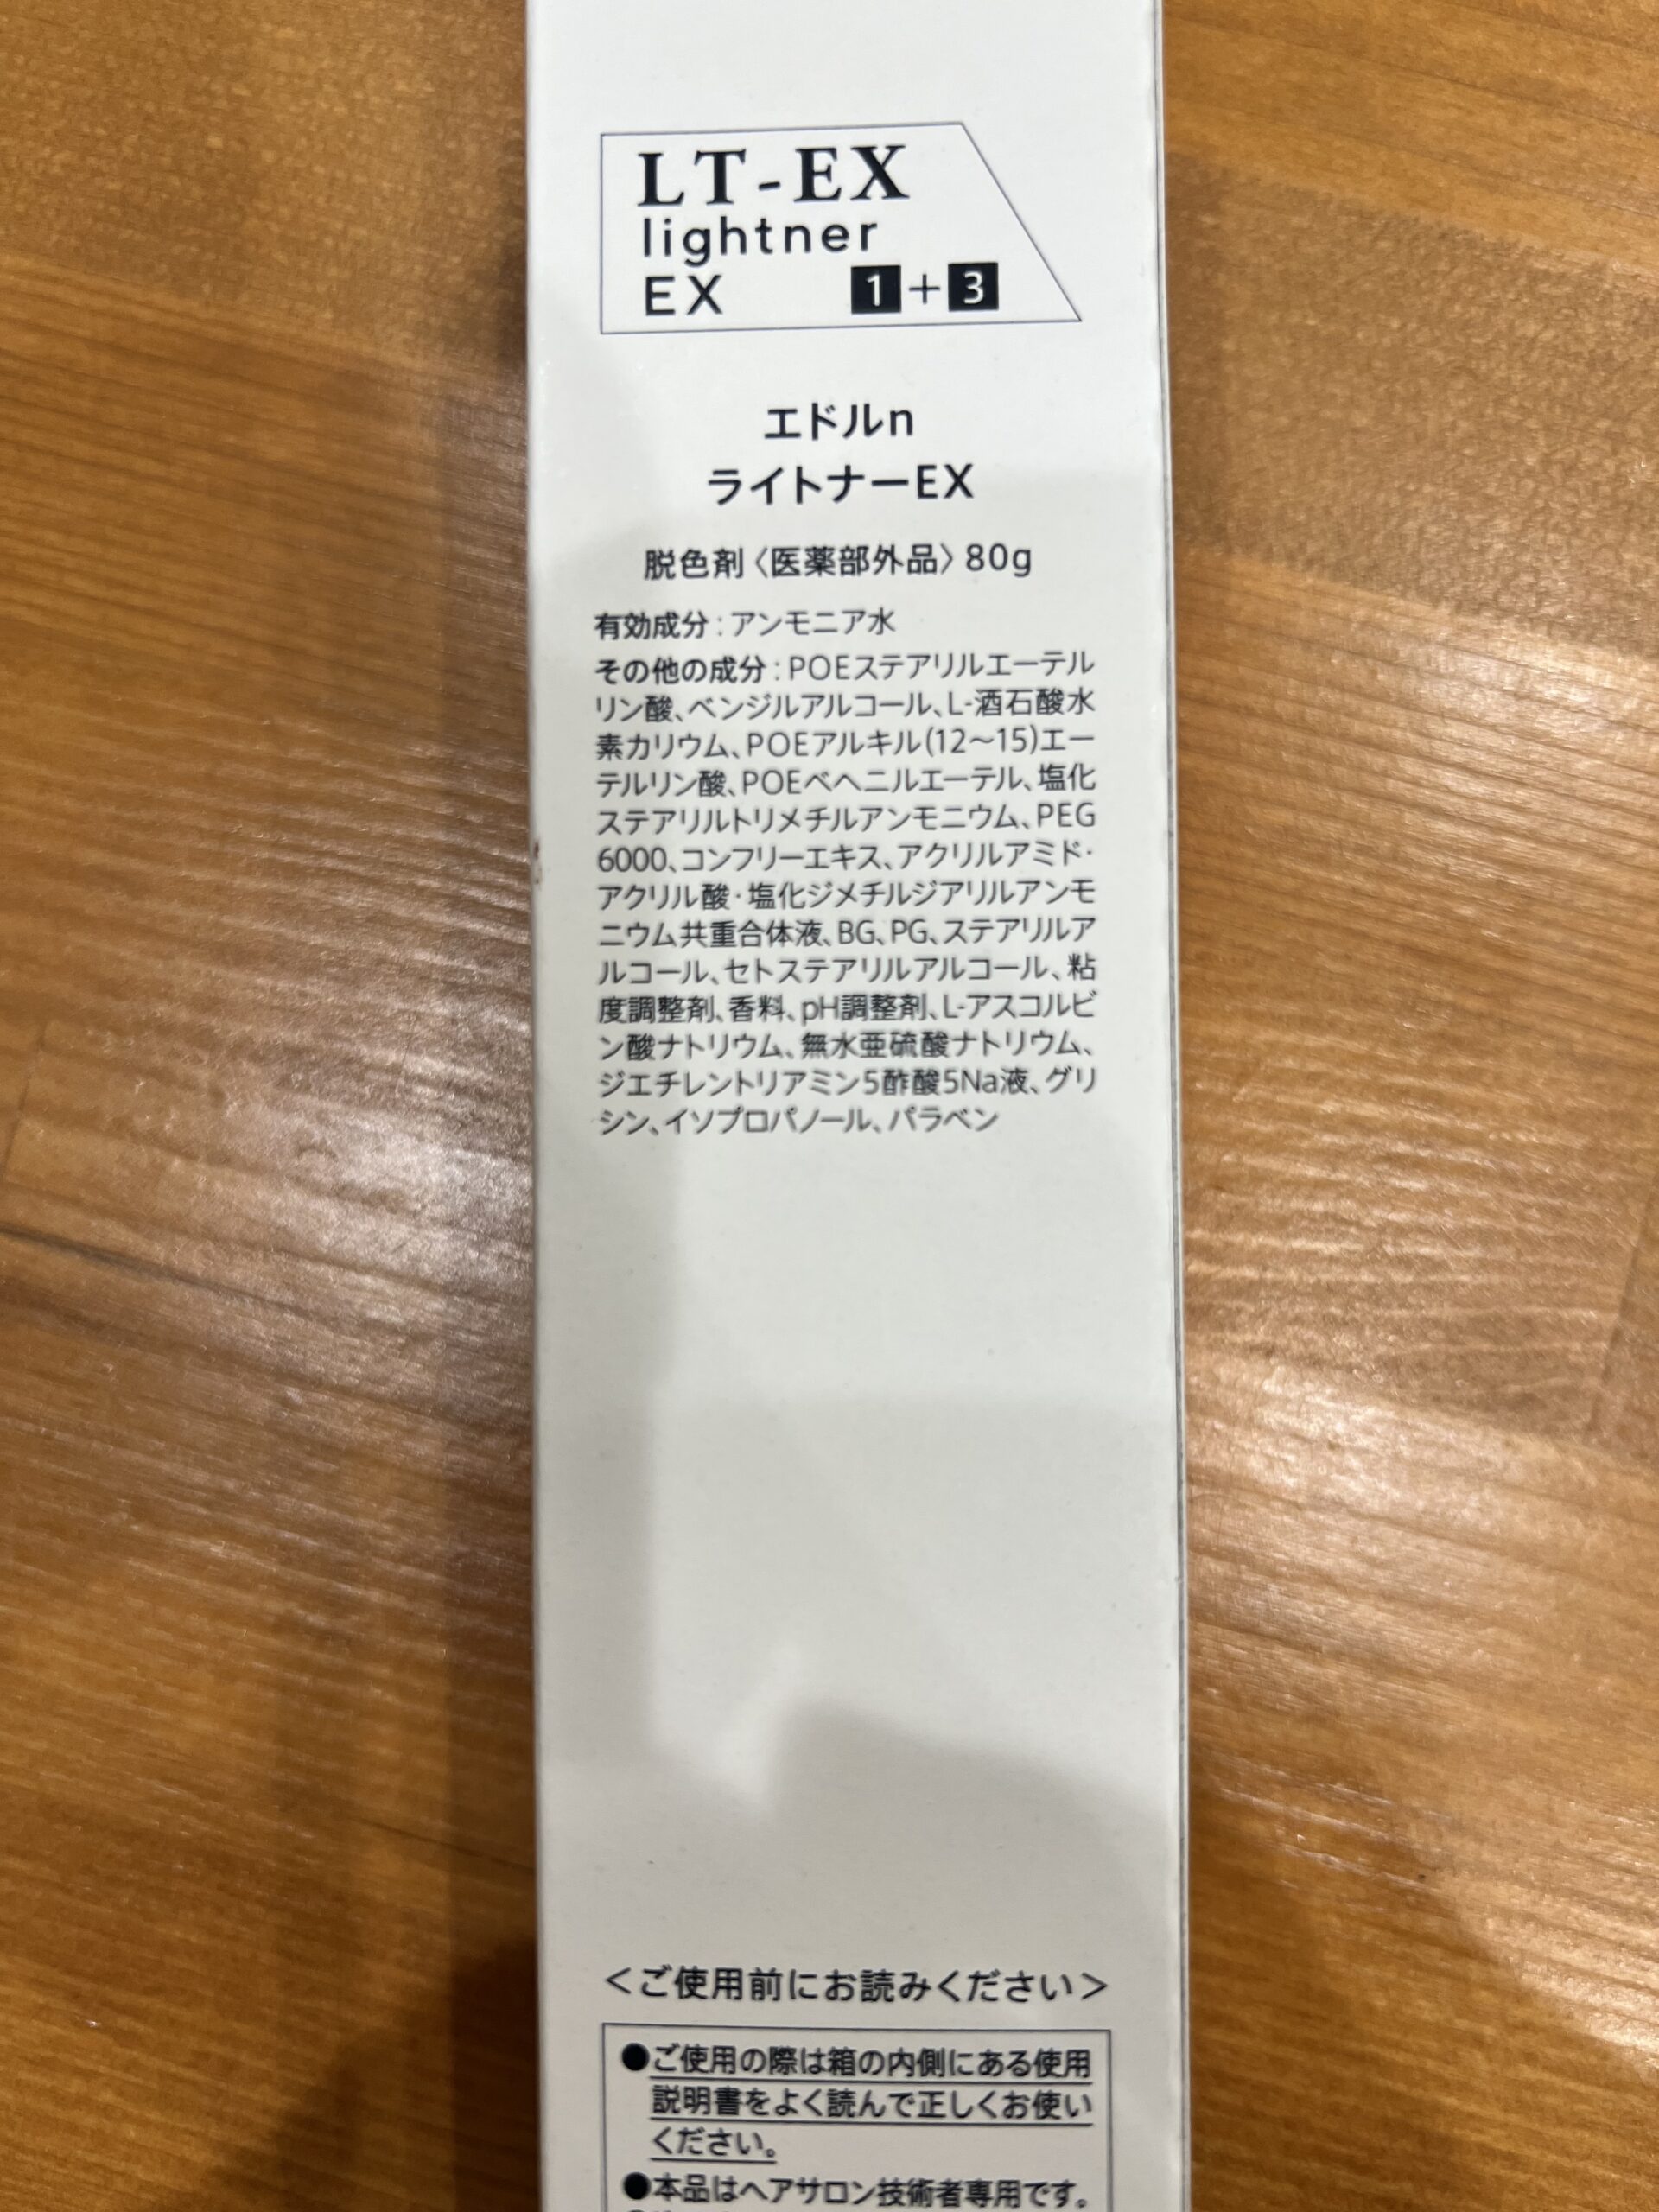 LT-EX
lightner
EX 1+3
エドルn
ライトナーEX
脱色剤〈医薬部外品〉80g
有効成分：アンモニア水
その他の成分：POEステアリルエーテル
リン酸、ベンジルアルコール、L-酒石酸水
素カリウム、POEアルキル(12〜15)エー
テルリン酸、POEベヘニルエーテル、塩化
ステアリルトリメチルアンモニウム、PEG
6000、コンフリーエキス、アクリルアミド・
アクリル酸・塩化ジメチルジアリルアンモ
ニウム共重合体液、BG、PG、ステアリルア
ルコール、セトステアリルアルコール、粘
度調整剤、香料、pH調整剤、L-アスコルビ
ン酸ナトリウム、無水亜硫酸ナトリウム、
ジエチレントリアミン5酢酸5Na液、グリ
シン、イソプロパノール、パラベン
＜ご使用前にお読みください＞
●ご使用の際は箱の内側にある使用
説明書をよく読んで正しくお使い
ください。
●本品はヘアサロン技術者専用です。